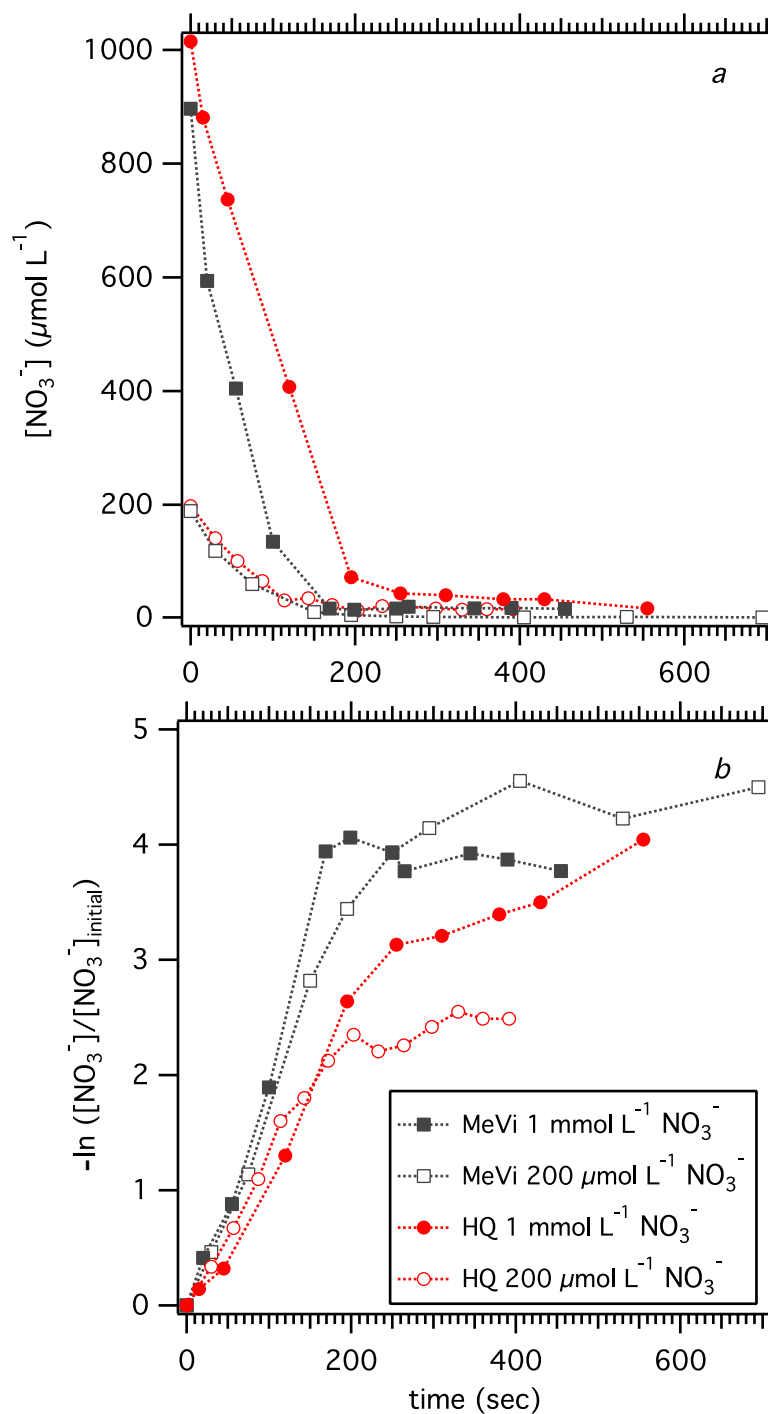 a
1000
800
600
400
200
0
[NO₃⁻] (µmol L⁻¹)
0 200 400 600
b
5
4
3
2
1
0
-ln ([NO₃⁻]/[NO₃⁻]initial)
MeVi 1 mmol L⁻¹ NO₃⁻
MeVi 200 µmol L⁻¹ NO₃⁻
HQ 1 mmol L⁻¹ NO₃⁻
HQ 200 µmol L⁻¹ NO₃⁻
0 200 400 600
time (sec)